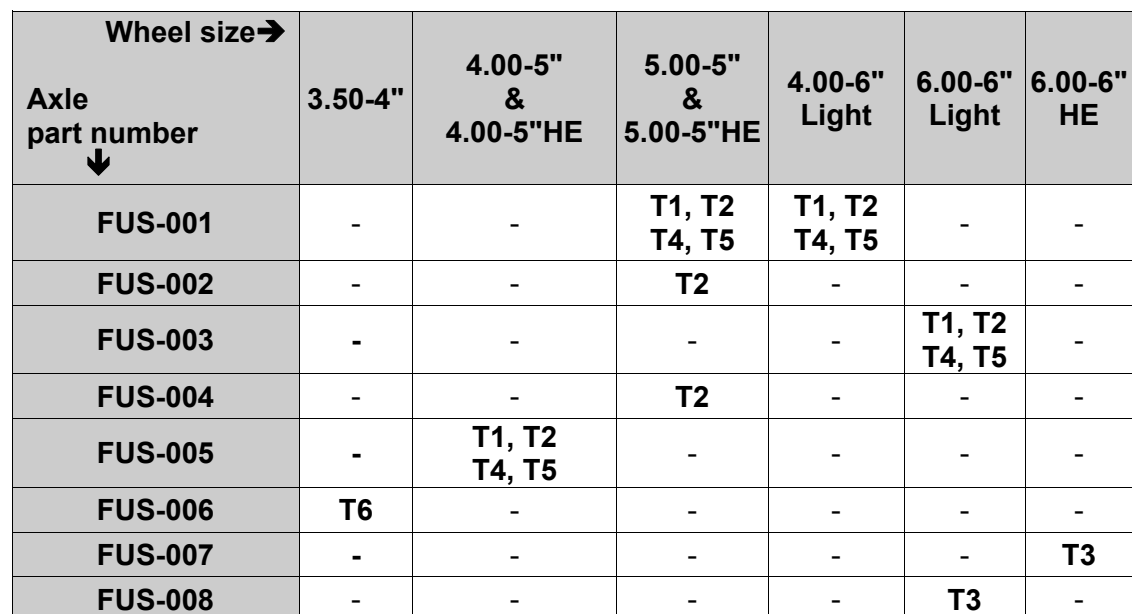 Wheel size➔
Axle
part number
🡫
3.50-4"
4.00-5"
&
4.00-5"HE
5.00-5"
&
5.00-5"HE
4.00-6"
Light
6.00-6"
Light
6.00-6"
HE
FUS-001 - - T1, T2 T1, T2 - -
T4, T5 T4, T5
FUS-002 - - T2 - - -
FUS-003 - - - - T1, T2 -
T4, T5
FUS-004 - - T2 - - -
FUS-005 - T1, T2 - - - -
T4, T5
FUS-006 T6 - - - - -
FUS-007 - - - - - T3
FUS-008 - - - - T3 -